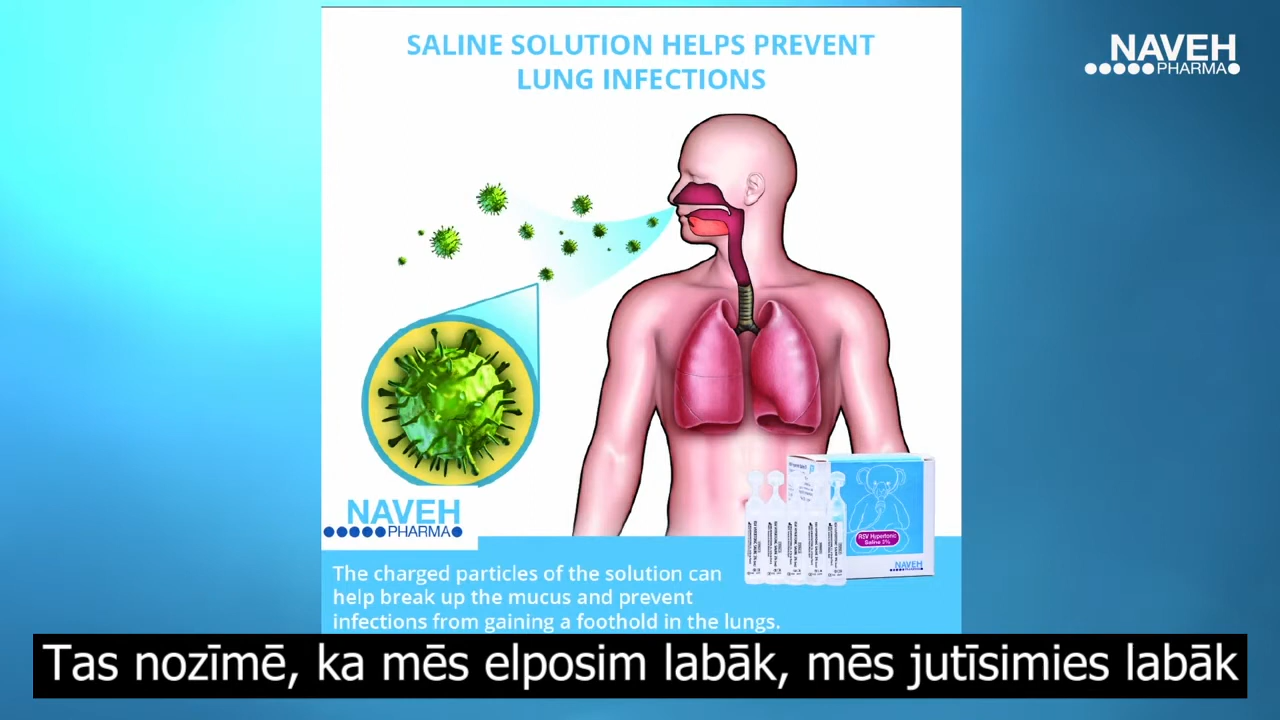 SALINE SOLUTION HELPS PREVENT
LUNG INFECTIONS
NAVEH
PHARMA
NAVEH
PHARMA
RSV Hypertonic
Saline 5%
NAVEH
PHARMA
The charged particles of the solution can
help break up the mucus and prevent
infections from gaining a foothold in the lungs.
Tas nozīmē, ka mēs elposim labāk, mēs jutīsimies labāk